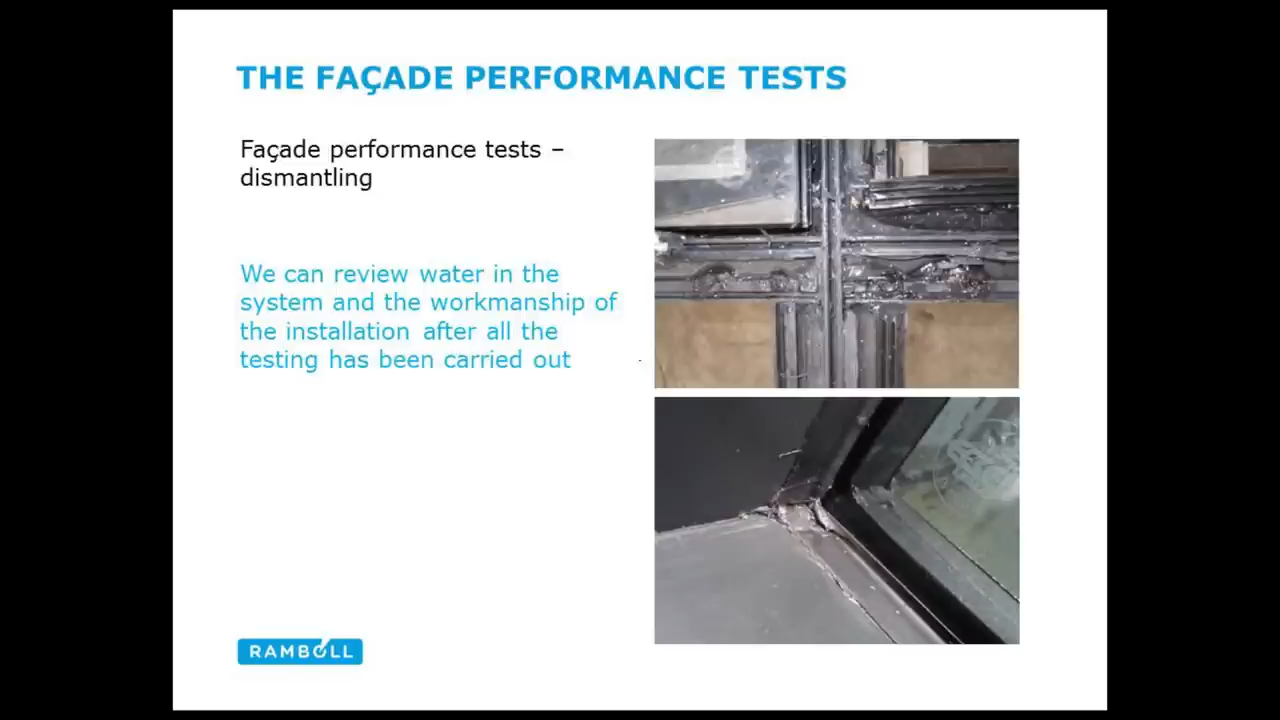 THE FAÇADE PERFORMANCE TESTS
Façade performance tests –
dismantling
We can review water in the
system and the workmanship of
the installation after all the
testing has been carried out
RAMBOLL